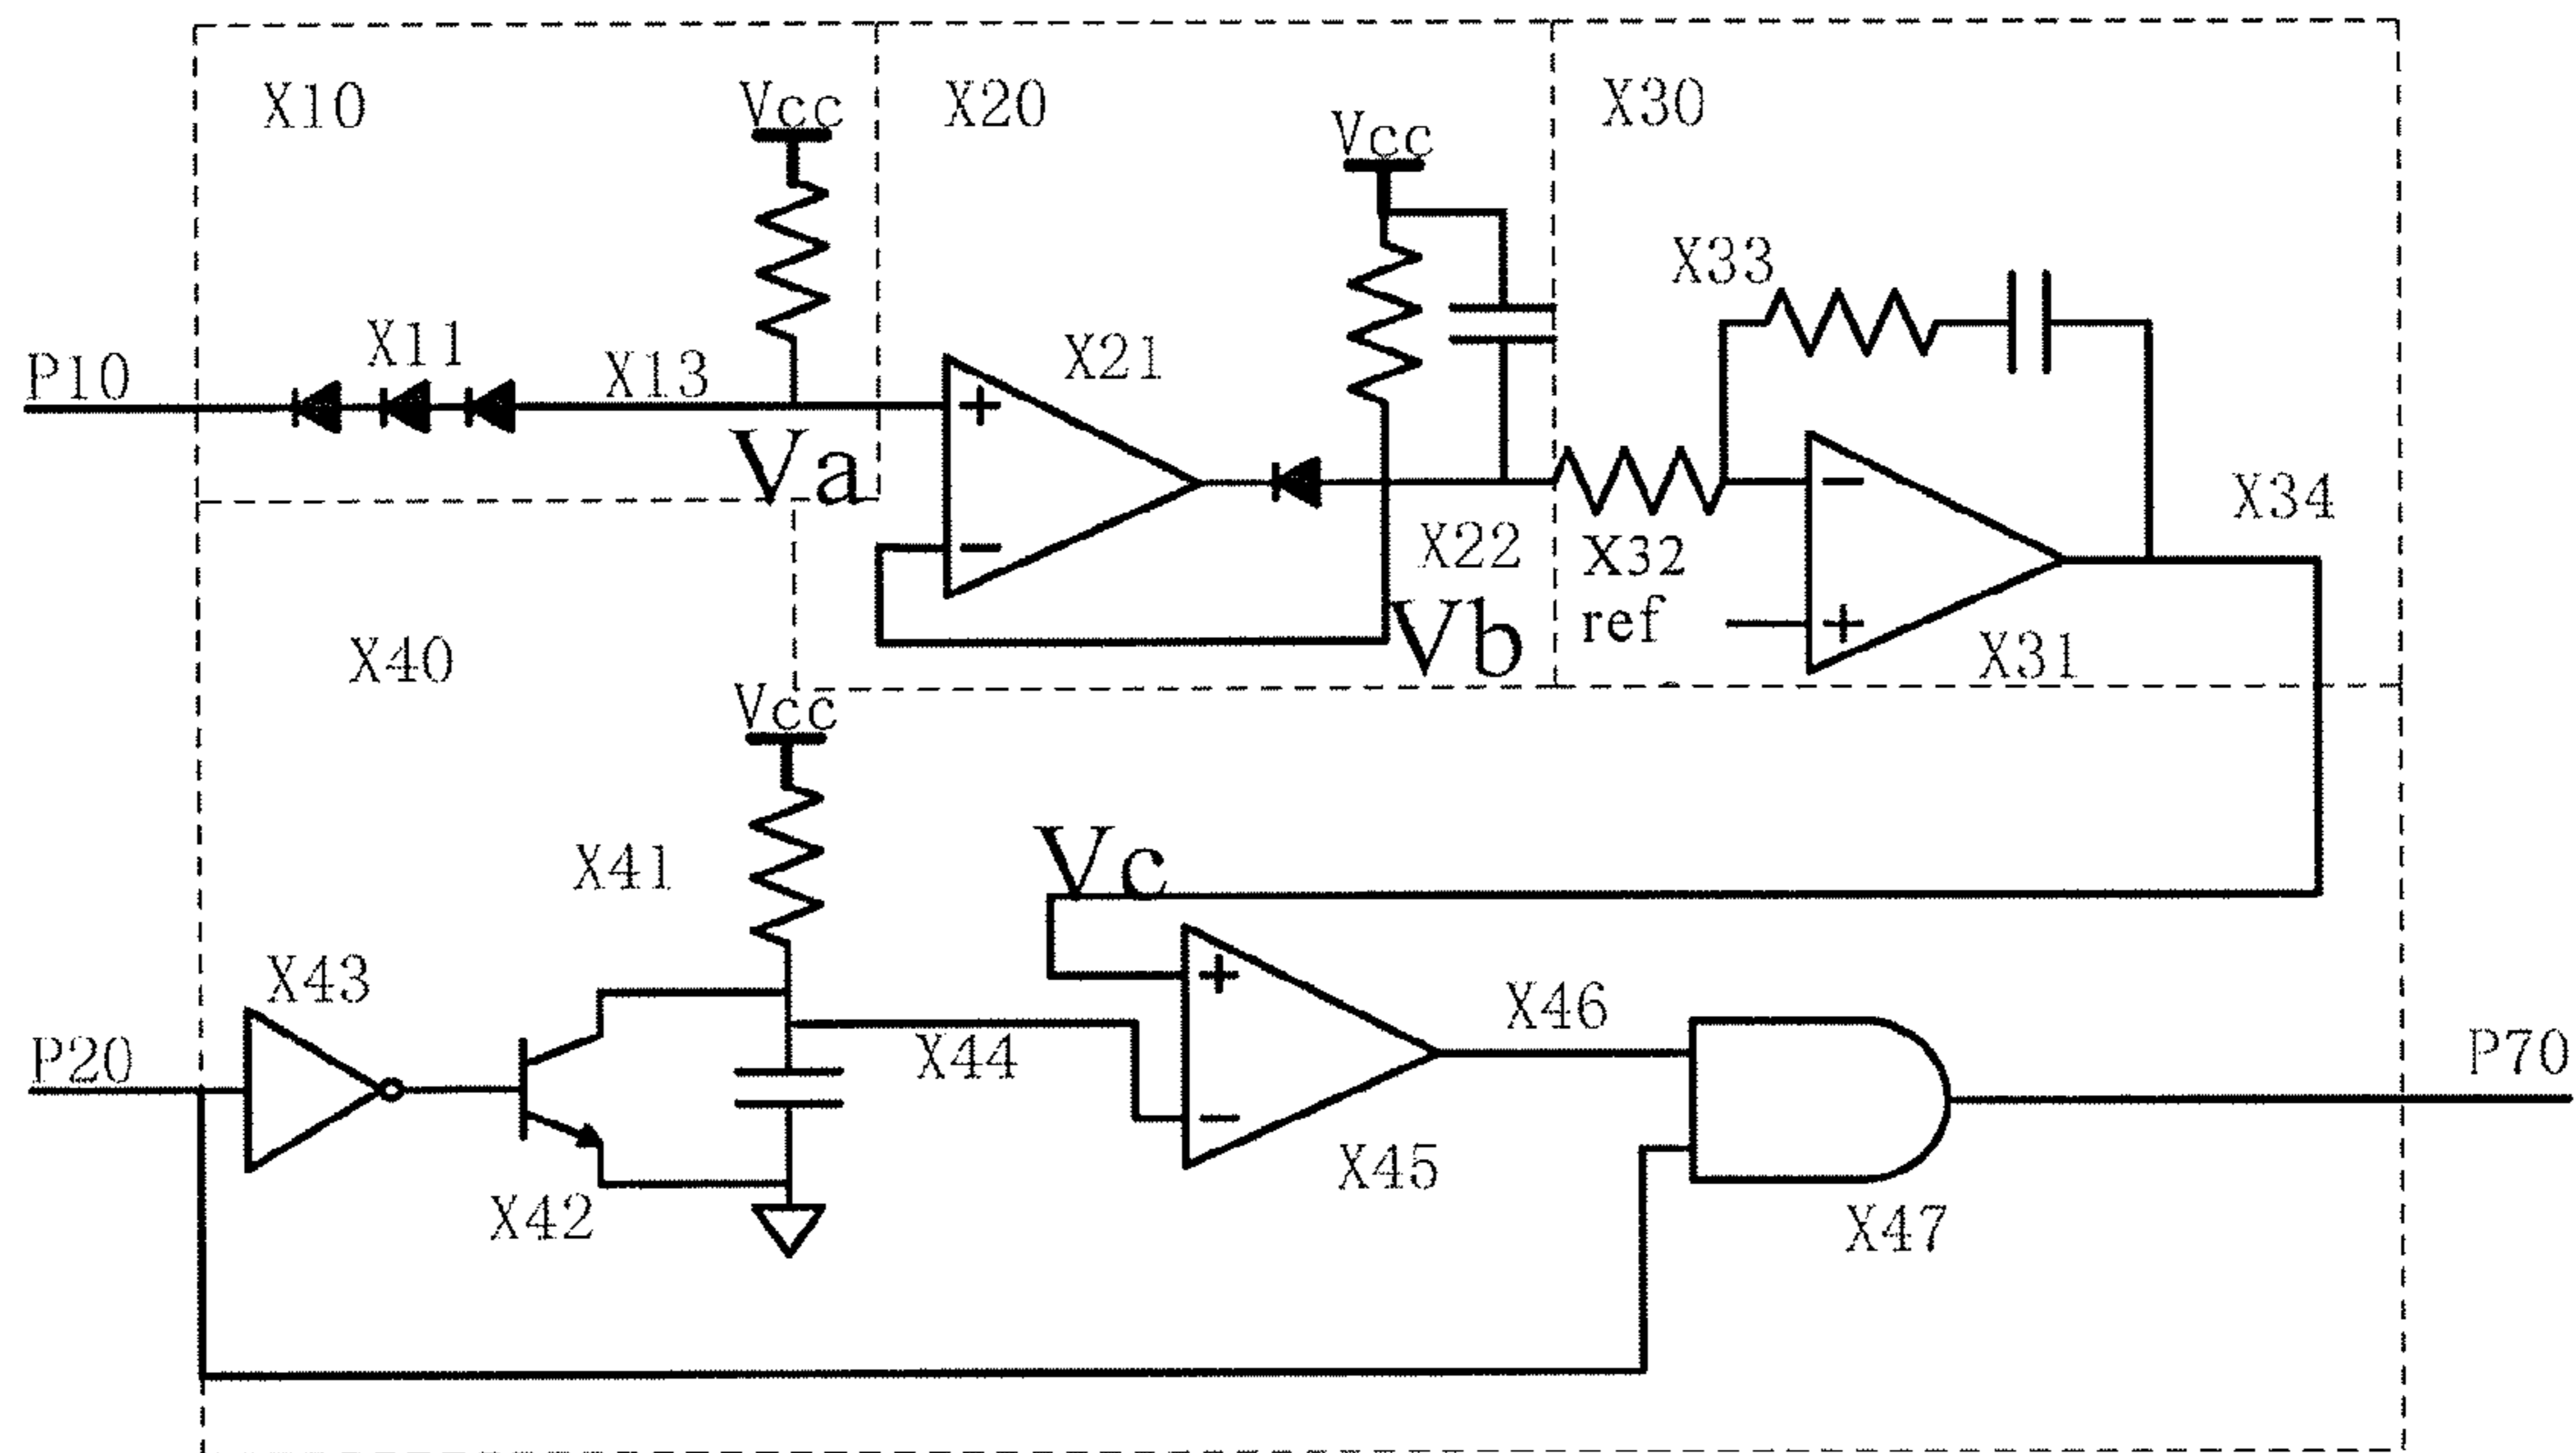 X10
Vcc
X20
Vcc
X30
P10
X11
X13
Va
X21
+
−
X22
Vb
X33
X32
ref
−
+
X31
X34
X40
Vcc
X41
Vc
P20
X43
X42
X44
+
−
X45
X46
X47
P70